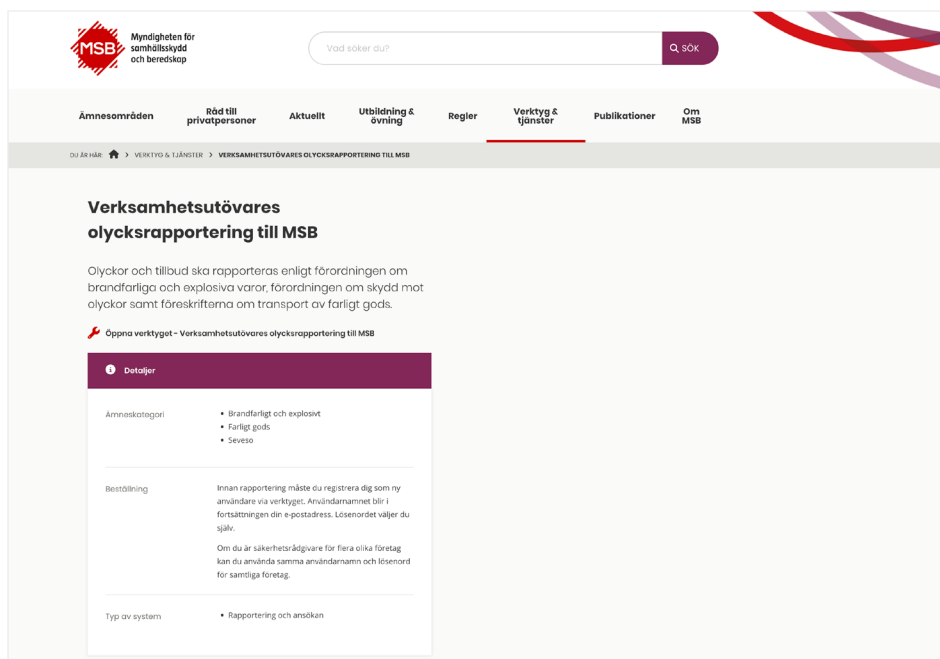 MSB
Myndigheten för
samhällsskydd
och beredskap
Vad söker du?
SÖK
Ämnesområden
Råd till
privatpersoner
Aktuellt
Utbildning &
övning
Regler
Verktyg &
tjänster
Publikationer
Om
MSB
DU ÄR HÄR: > VERKTYG & TJÄNSTER > VERKSAMHETSUTÖVARES OLYCKSRAPPORTERING TILL MSB
Verksamhetsutövares
olycksrapportering till MSB
Olyckor och tillbud ska rapporteras enligt förordningen om
brandfarliga och explosiva varor, förordningen om skydd mot
olyckor samt föreskrifterna om transport av farligt gods.
Öppna verktyget - Verksamhetsutövares olycksrapportering till MSB
Detaljer
Ämneskategori
• Brandfarligt och explosivt
• Farligt gods
• Seveso
Beställning
Innan rapportering måste du registrera dig som ny
användare via verktyget. Användarnamnet blir i
fortsättningen din e-postadress. Lösenordet väljer du
själv.
Om du är säkerhetsrådgivare för flera olika företag
kan du använda samma användarnamn och lösenord
för samtliga företag.
Typ av system
• Rapportering och ansökan